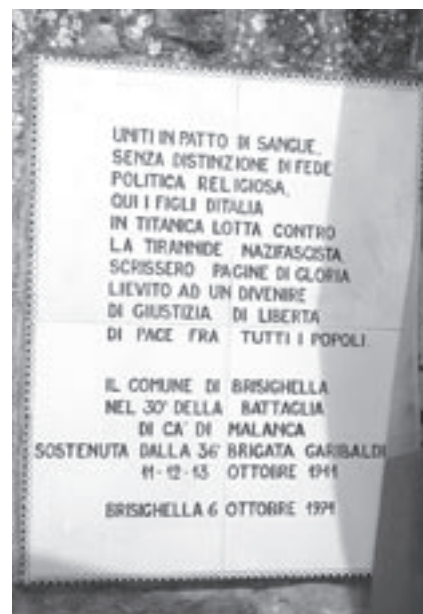 UNITI IN PATTO DI SANGUE,
SENZA DISTINZIONE DI FEDE
POLITICA RELIGIOSA,
QUI I FIGLI D'ITALIA
IN TITANICA LOTTA CONTRO
LA TIRANNIDE NAZIFASCISTA
SCRISSERO PAGINE DI GLORIA
LIEVITO AD UN DIVENIRE
DI GIUSTIZIA DI LIBERTA
DI PACE FRA TUTTI I POPOLI
IL COMUNE DI BRISIGHELLA
NEL 30° DELLA BATTAGLIA
DI CA' DI MALANCA
SOSTENUTA DALLA 36ª BRIGATA GARIBALDI
11-12-13 OTTOBRE 1944
BRISIGHELLA 6 OTTOBRE 1974